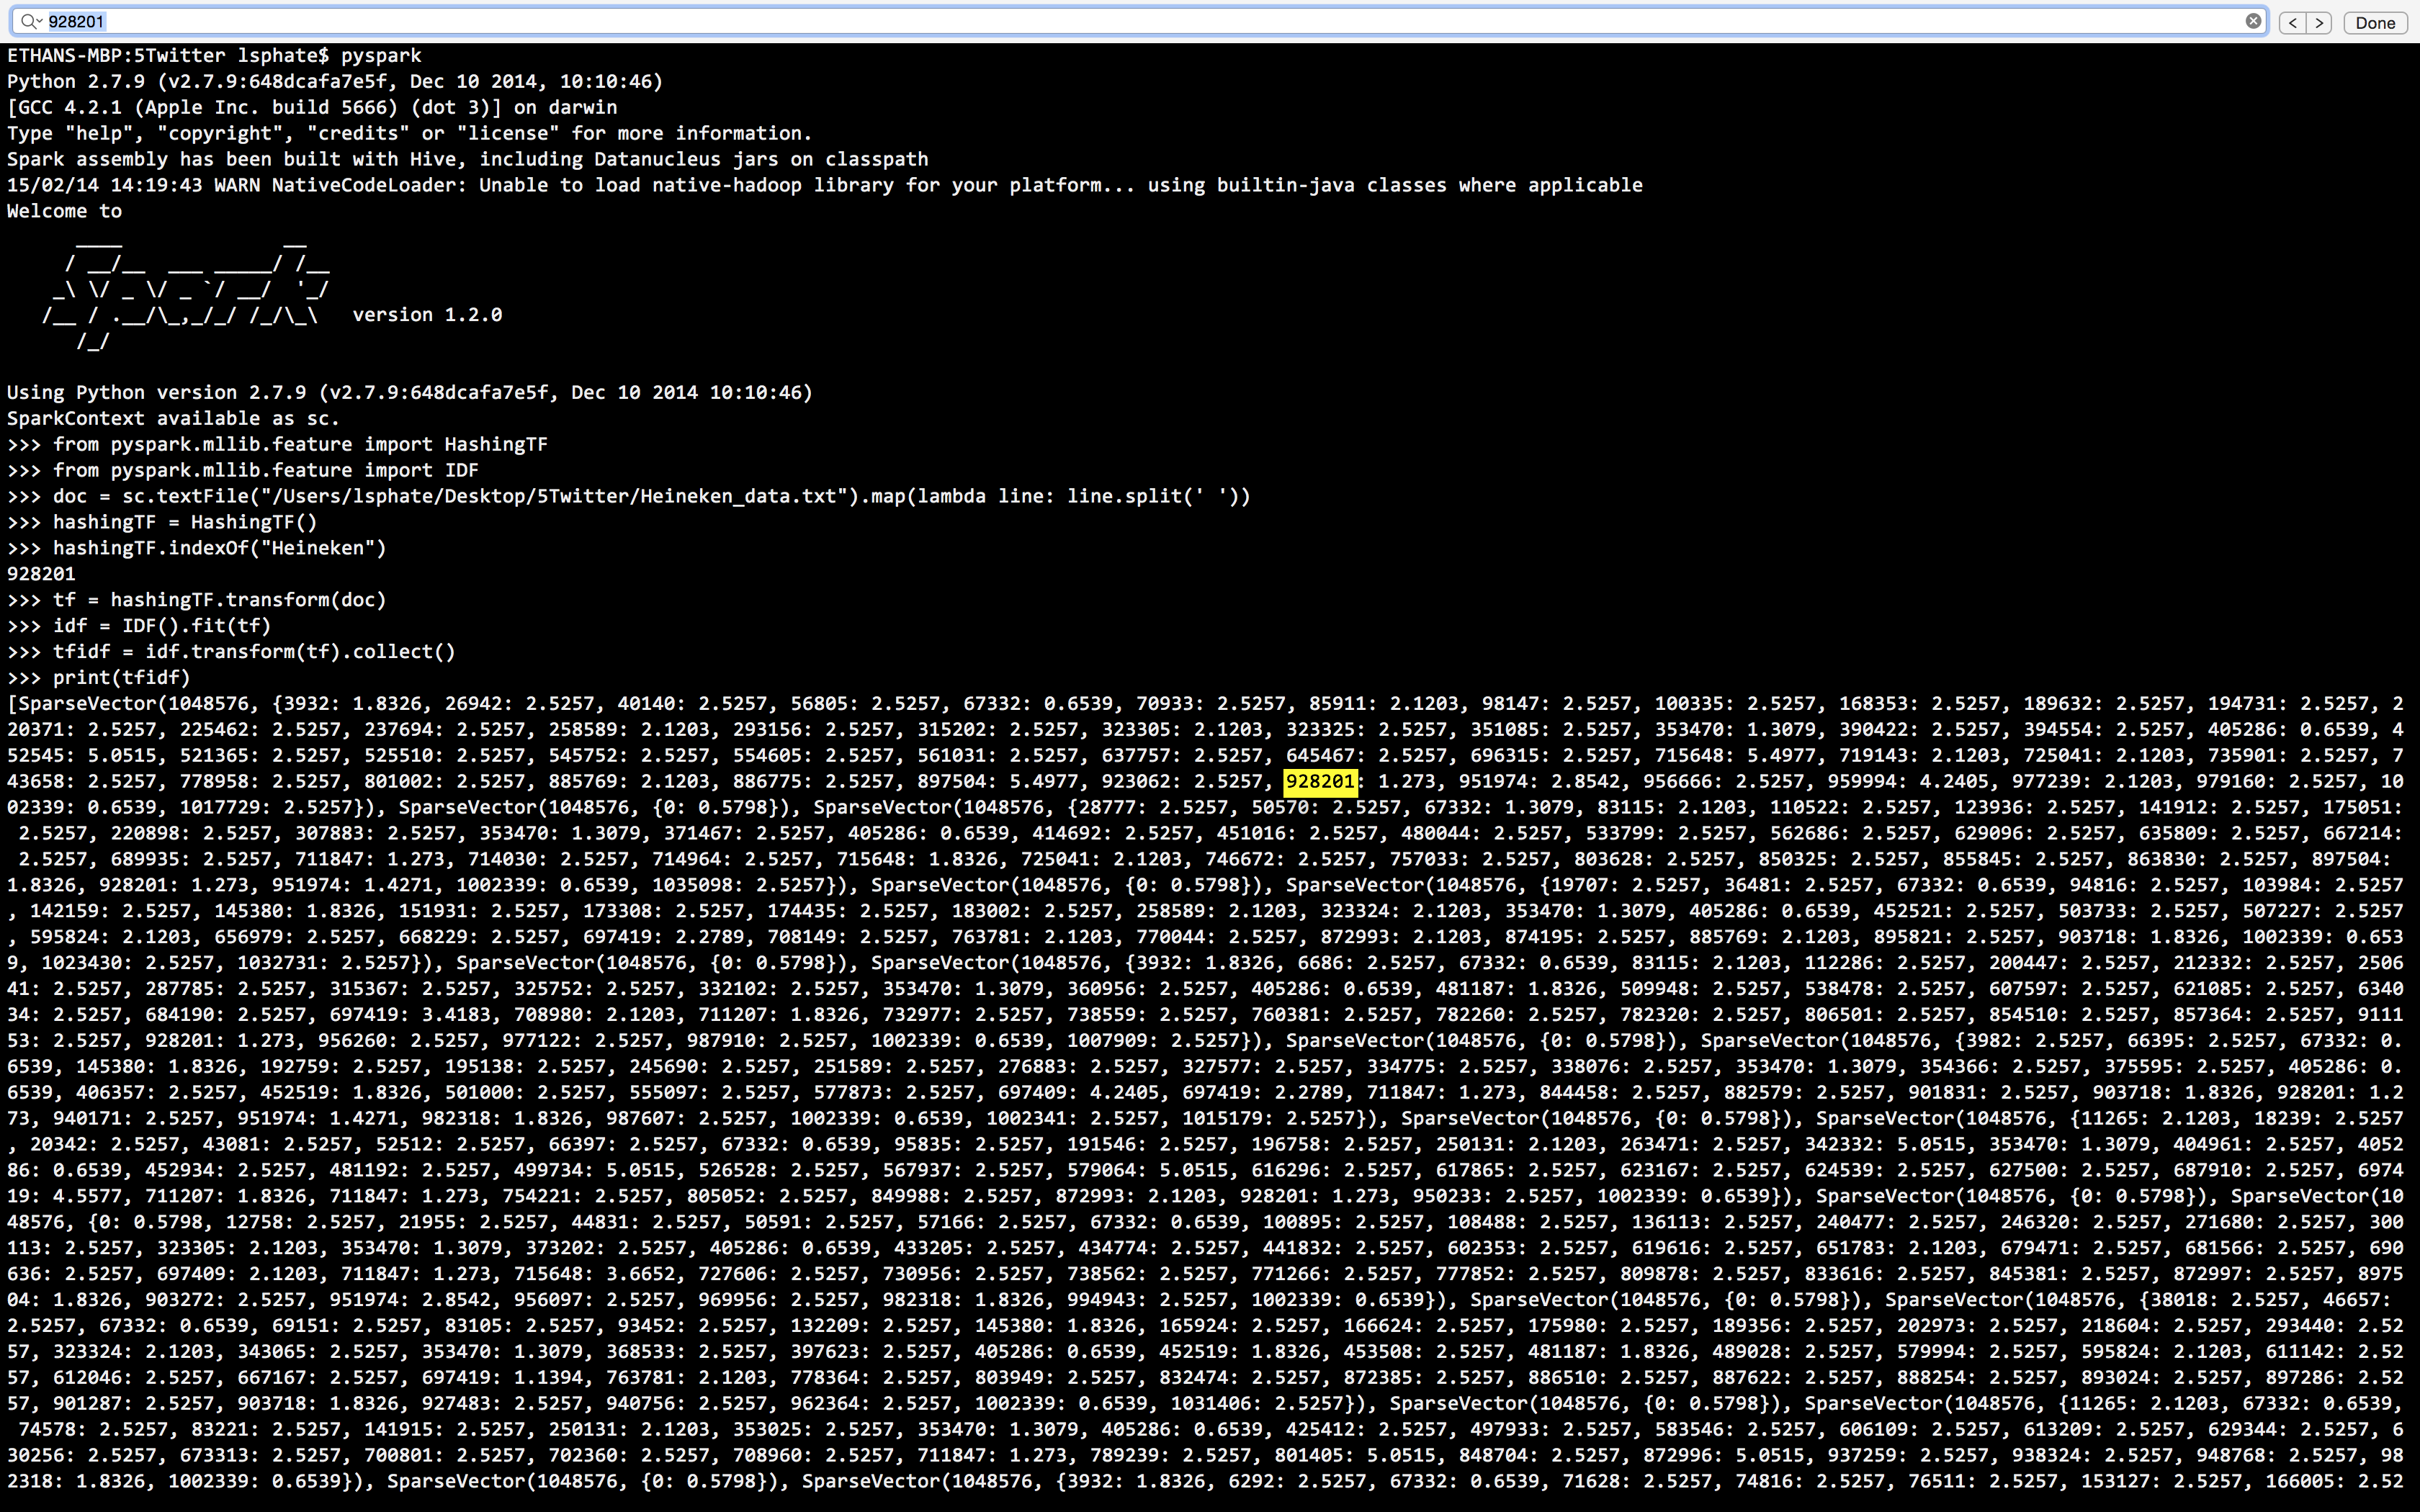 928201
Done
ETHANS-MBP:5Twitter lsphate$ pyspark
Python 2.7.9 (v2.7.9:648dcafa7e5f, Dec 10 2014, 10:10:46)
[GCC 4.2.1 (Apple Inc. build 5666) (dot 3)] on darwin
Type "help", "copyright", "credits" or "license" for more information.
Spark assembly has been built with Hive, including Datanucleus jars on classpath
15/02/14 14:19:43 WARN NativeCodeLoader: Unable to load native-hadoop library for your platform... using builtin-java classes where applicable
Welcome to
      ____              __
     / __/__  ___ _____/ /__
    _\ \/ _ \/ _ `/ __/  '_/
   /__ / .__/\_,_/_/ /_/\_\   version 1.2.0
      /_/
Using Python version 2.7.9 (v2.7.9:648dcafa7e5f, Dec 10 2014 10:10:46)
SparkContext available as sc.
>>> from pyspark.mllib.feature import HashingTF
>>> from pyspark.mllib.feature import IDF
>>> doc = sc.textFile("/Users/lsphate/Desktop/5Twitter/Heineken_data.txt").map(lambda line: line.split(' '))
>>> hashingTF = HashingTF()
>>> hashingTF.indexOf("Heineken")
928201
>>> tf = hashingTF.transform(doc)
>>> idf = IDF().fit(tf)
>>> tfidf = idf.transform(tf).collect()
>>> print(tfidf)
[SparseVector(1048576, {3932: 1.8326, 26942: 2.5257, 40140: 2.5257, 56805: 2.5257, 67332: 0.6539, 70933: 2.5257, 85911: 2.1203, 98147: 2.5257, 100335: 2.5257, 168353: 2.5257, 189632: 2.5257, 194731: 2.5257, 2
20371: 2.5257, 225462: 2.5257, 237694: 2.5257, 258589: 2.1203, 293156: 2.5257, 315202: 2.5257, 323305: 2.1203, 323325: 2.5257, 351085: 2.5257, 353470: 1.3079, 390422: 2.5257, 394554: 2.5257, 405286: 0.6539, 4
52545: 5.0515, 521365: 2.5257, 525510: 2.5257, 545752: 2.5257, 554605: 2.5257, 561031: 2.5257, 637757: 2.5257, 645467: 2.5257, 696315: 2.5257, 715648: 5.4977, 719143: 2.1203, 725041: 2.1203, 735901: 2.5257, 7
43658: 2.5257, 778958: 2.5257, 801002: 2.5257, 885769: 2.1203, 886775: 2.5257, 897504: 5.4977, 923062: 2.5257, 928201: 1.273, 951974: 2.8542, 956666: 2.5257, 959994: 4.2405, 977239: 2.1203, 979160: 2.5257, 10
02339: 0.6539, 1017729: 2.5257}), SparseVector(1048576, {0: 0.5798}), SparseVector(1048576, {28777: 2.5257, 50570: 2.5257, 67332: 1.3079, 83115: 2.1203, 110522: 2.5257, 123936: 2.5257, 141912: 2.5257, 175051:
 2.5257, 220898: 2.5257, 307883: 2.5257, 353470: 1.3079, 371467: 2.5257, 405286: 0.6539, 414692: 2.5257, 451016: 2.5257, 480044: 2.5257, 533799: 2.5257, 562686: 2.5257, 629096: 2.5257, 635809: 2.5257, 667214:
 2.5257, 689935: 2.5257, 711847: 1.273, 714030: 2.5257, 714964: 2.5257, 715648: 1.8326, 725041: 2.1203, 746672: 2.5257, 757033: 2.5257, 803628: 2.5257, 850325: 2.5257, 855845: 2.5257, 863830: 2.5257, 897504:
1.8326, 928201: 1.273, 951974: 1.4271, 1002339: 0.6539, 1035098: 2.5257}), SparseVector(1048576, {0: 0.5798}), SparseVector(1048576, {19707: 2.5257, 36481: 2.5257, 67332: 0.6539, 94816: 2.5257, 103984: 2.5257
, 142159: 2.5257, 145380: 1.8326, 151931: 2.5257, 173308: 2.5257, 174435: 2.5257, 183002: 2.5257, 258589: 2.1203, 323324: 2.1203, 353470: 1.3079, 405286: 0.6539, 452521: 2.5257, 503733: 2.5257, 507227: 2.5257
, 595824: 2.1203, 656979: 2.5257, 668229: 2.5257, 697419: 2.2789, 708149: 2.5257, 763781: 2.1203, 770044: 2.5257, 872993: 2.1203, 874195: 2.5257, 885769: 2.1203, 895821: 2.5257, 903718: 1.8326, 1002339: 0.653
9, 1023430: 2.5257, 1032731: 2.5257}), SparseVector(1048576, {0: 0.5798}), SparseVector(1048576, {3932: 1.8326, 6686: 2.5257, 67332: 0.6539, 83115: 2.1203, 112286: 2.5257, 200447: 2.5257, 212332: 2.5257, 2506
41: 2.5257, 287785: 2.5257, 315367: 2.5257, 325752: 2.5257, 332102: 2.5257, 353470: 1.3079, 360956: 2.5257, 405286: 0.6539, 481187: 1.8326, 509948: 2.5257, 538478: 2.5257, 607597: 2.5257, 621085: 2.5257, 6340
34: 2.5257, 684190: 2.5257, 697419: 3.4183, 708980: 2.1203, 711207: 1.8326, 732977: 2.5257, 738559: 2.5257, 760381: 2.5257, 782260: 2.5257, 782320: 2.5257, 806501: 2.5257, 854510: 2.5257, 857364: 2.5257, 9111
53: 2.5257, 928201: 1.273, 956260: 2.5257, 977122: 2.5257, 987910: 2.5257, 1002339: 0.6539, 1007909: 2.5257}), SparseVector(1048576, {0: 0.5798}), SparseVector(1048576, {3982: 2.5257, 66395: 2.5257, 67332: 0.
6539, 145380: 1.8326, 192759: 2.5257, 195138: 2.5257, 245690: 2.5257, 251589: 2.5257, 276883: 2.5257, 327577: 2.5257, 334775: 2.5257, 338076: 2.5257, 353470: 1.3079, 354366: 2.5257, 375595: 2.5257, 405286: 0.
6539, 406357: 2.5257, 452519: 1.8326, 501000: 2.5257, 555097: 2.5257, 577873: 2.5257, 697409: 4.2405, 697419: 2.2789, 711847: 1.273, 844458: 2.5257, 882579: 2.5257, 901831: 2.5257, 903718: 1.8326, 928201: 1.2
73, 940171: 2.5257, 951974: 1.4271, 982318: 1.8326, 987607: 2.5257, 1002339: 0.6539, 1002341: 2.5257, 1015179: 2.5257}), SparseVector(1048576, {0: 0.5798}), SparseVector(1048576, {11265: 2.1203, 18239: 2.5257
, 20342: 2.5257, 43081: 2.5257, 52512: 2.5257, 66397: 2.5257, 67332: 0.6539, 95835: 2.5257, 191546: 2.5257, 196758: 2.5257, 250131: 2.1203, 263471: 2.5257, 342332: 5.0515, 353470: 1.3079, 404961: 2.5257, 4052
86: 0.6539, 452934: 2.5257, 481192: 2.5257, 499734: 5.0515, 526528: 2.5257, 567937: 2.5257, 579064: 5.0515, 616296: 2.5257, 617865: 2.5257, 623167: 2.5257, 624539: 2.5257, 627500: 2.5257, 687910: 2.5257, 6974
19: 4.5577, 711207: 1.8326, 711847: 1.273, 754221: 2.5257, 805052: 2.5257, 849988: 2.5257, 872993: 2.1203, 928201: 1.273, 950233: 2.5257, 1002339: 0.6539}), SparseVector(1048576, {0: 0.5798}), SparseVector(10
48576, {0: 0.5798, 12758: 2.5257, 21955: 2.5257, 44831: 2.5257, 50591: 2.5257, 57166: 2.5257, 67332: 0.6539, 100895: 2.5257, 108488: 2.5257, 136113: 2.5257, 240477: 2.5257, 246320: 2.5257, 271680: 2.5257, 300
113: 2.5257, 323305: 2.1203, 353470: 1.3079, 373202: 2.5257, 405286: 0.6539, 433205: 2.5257, 434774: 2.5257, 441832: 2.5257, 602353: 2.5257, 619616: 2.5257, 651783: 2.1203, 679471: 2.5257, 681566: 2.5257, 690
636: 2.5257, 697409: 2.1203, 711847: 1.273, 715648: 3.6652, 727606: 2.5257, 730956: 2.5257, 738562: 2.5257, 771266: 2.5257, 777852: 2.5257, 809878: 2.5257, 833616: 2.5257, 845381: 2.5257, 872997: 2.5257, 8975
04: 1.8326, 903272: 2.5257, 951974: 2.8542, 956097: 2.5257, 969956: 2.5257, 982318: 1.8326, 994943: 2.5257, 1002339: 0.6539}), SparseVector(1048576, {0: 0.5798}), SparseVector(1048576, {38018: 2.5257, 46657:
2.5257, 67332: 0.6539, 69151: 2.5257, 83105: 2.5257, 93452: 2.5257, 132209: 2.5257, 145380: 1.8326, 165924: 2.5257, 166624: 2.5257, 175980: 2.5257, 189356: 2.5257, 202973: 2.5257, 218604: 2.5257, 293440: 2.52
57, 323324: 2.1203, 343065: 2.5257, 353470: 1.3079, 368533: 2.5257, 397623: 2.5257, 405286: 0.6539, 452519: 1.8326, 453508: 2.5257, 481187: 1.8326, 489028: 2.5257, 579994: 2.5257, 595824: 2.1203, 611142: 2.52
57, 612046: 2.5257, 667167: 2.5257, 697419: 1.1394, 763781: 2.1203, 778364: 2.5257, 803949: 2.5257, 832474: 2.5257, 872385: 2.5257, 886510: 2.5257, 887622: 2.5257, 888254: 2.5257, 893024: 2.5257, 897286: 2.52
57, 901287: 2.5257, 903718: 1.8326, 927483: 2.5257, 940756: 2.5257, 962364: 2.5257, 1002339: 0.6539, 1031406: 2.5257}), SparseVector(1048576, {0: 0.5798}), SparseVector(1048576, {11265: 2.1203, 67332: 0.6539,
 74578: 2.5257, 83221: 2.5257, 141915: 2.5257, 250131: 2.1203, 353025: 2.5257, 353470: 1.3079, 405286: 0.6539, 425412: 2.5257, 497933: 2.5257, 583546: 2.5257, 606109: 2.5257, 613209: 2.5257, 629344: 2.5257, 6
30256: 2.5257, 673313: 2.5257, 700801: 2.5257, 702360: 2.5257, 708960: 2.5257, 711847: 1.273, 789239: 2.5257, 801405: 5.0515, 848704: 2.5257, 872996: 5.0515, 937259: 2.5257, 938324: 2.5257, 948768: 2.5257, 98
2318: 1.8326, 1002339: 0.6539}), SparseVector(1048576, {0: 0.5798}), SparseVector(1048576, {3932: 1.8326, 6292: 2.5257, 67332: 0.6539, 71628: 2.5257, 74816: 2.5257, 76511: 2.5257, 153127: 2.5257, 166005: 2.52